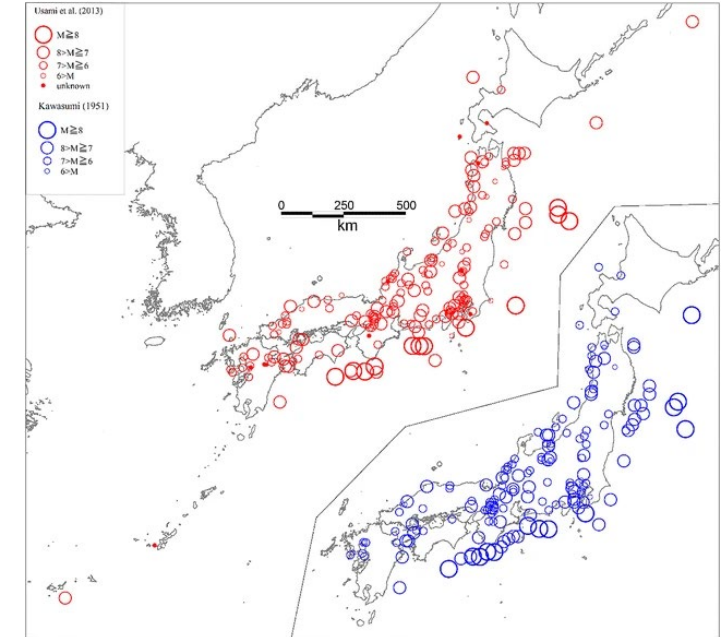 Usami et al. (2013)
M≧8
8>M≧7
7>M≧6
6>M
unknown
Kawasumi (1951)
M≧8
8>M≧7
7>M≧6
6>M
0 250 500
km